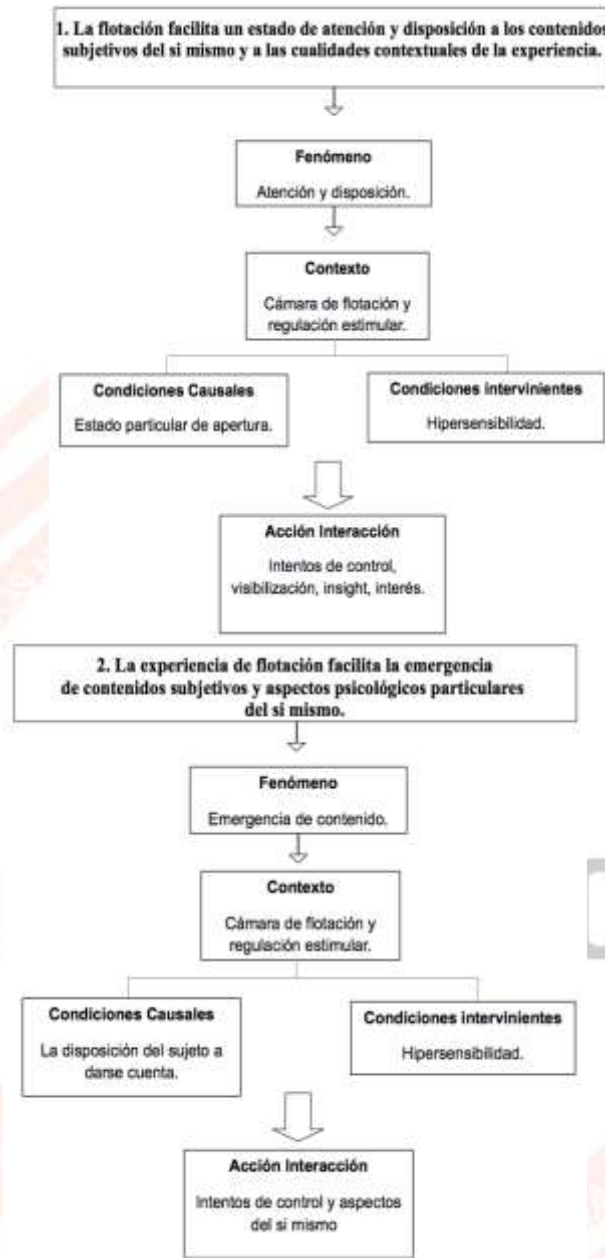 1. La flotación facilita un estado de atención y disposición a los contenidos
subjetivos del si mismo y a las cualidades contextuales de la experiencia.
Fenómeno
Atención y disposición.
Contexto
Cámara de flotación y
regulación estimular.
Condiciones Causales
Estado particular de apertura.
Condiciones intervinientes
Hipersensibilidad.
Acción Interacción
Intentos de control,
visibilización, insight, interés.
2. La experiencia de flotación facilita la emergencia
de contenidos subjetivos y aspectos psicológicos particulares
del si mismo.
Fenómeno
Emergencia de contenido.
Contexto
Cámara de flotación y
regulación estimular.
Condiciones Causales
La disposición del sujeto a
darse cuenta.
Condiciones intervinientes
Hipersensibilidad.
Acción Interacción
Intentos de control y aspectos
del si mismo